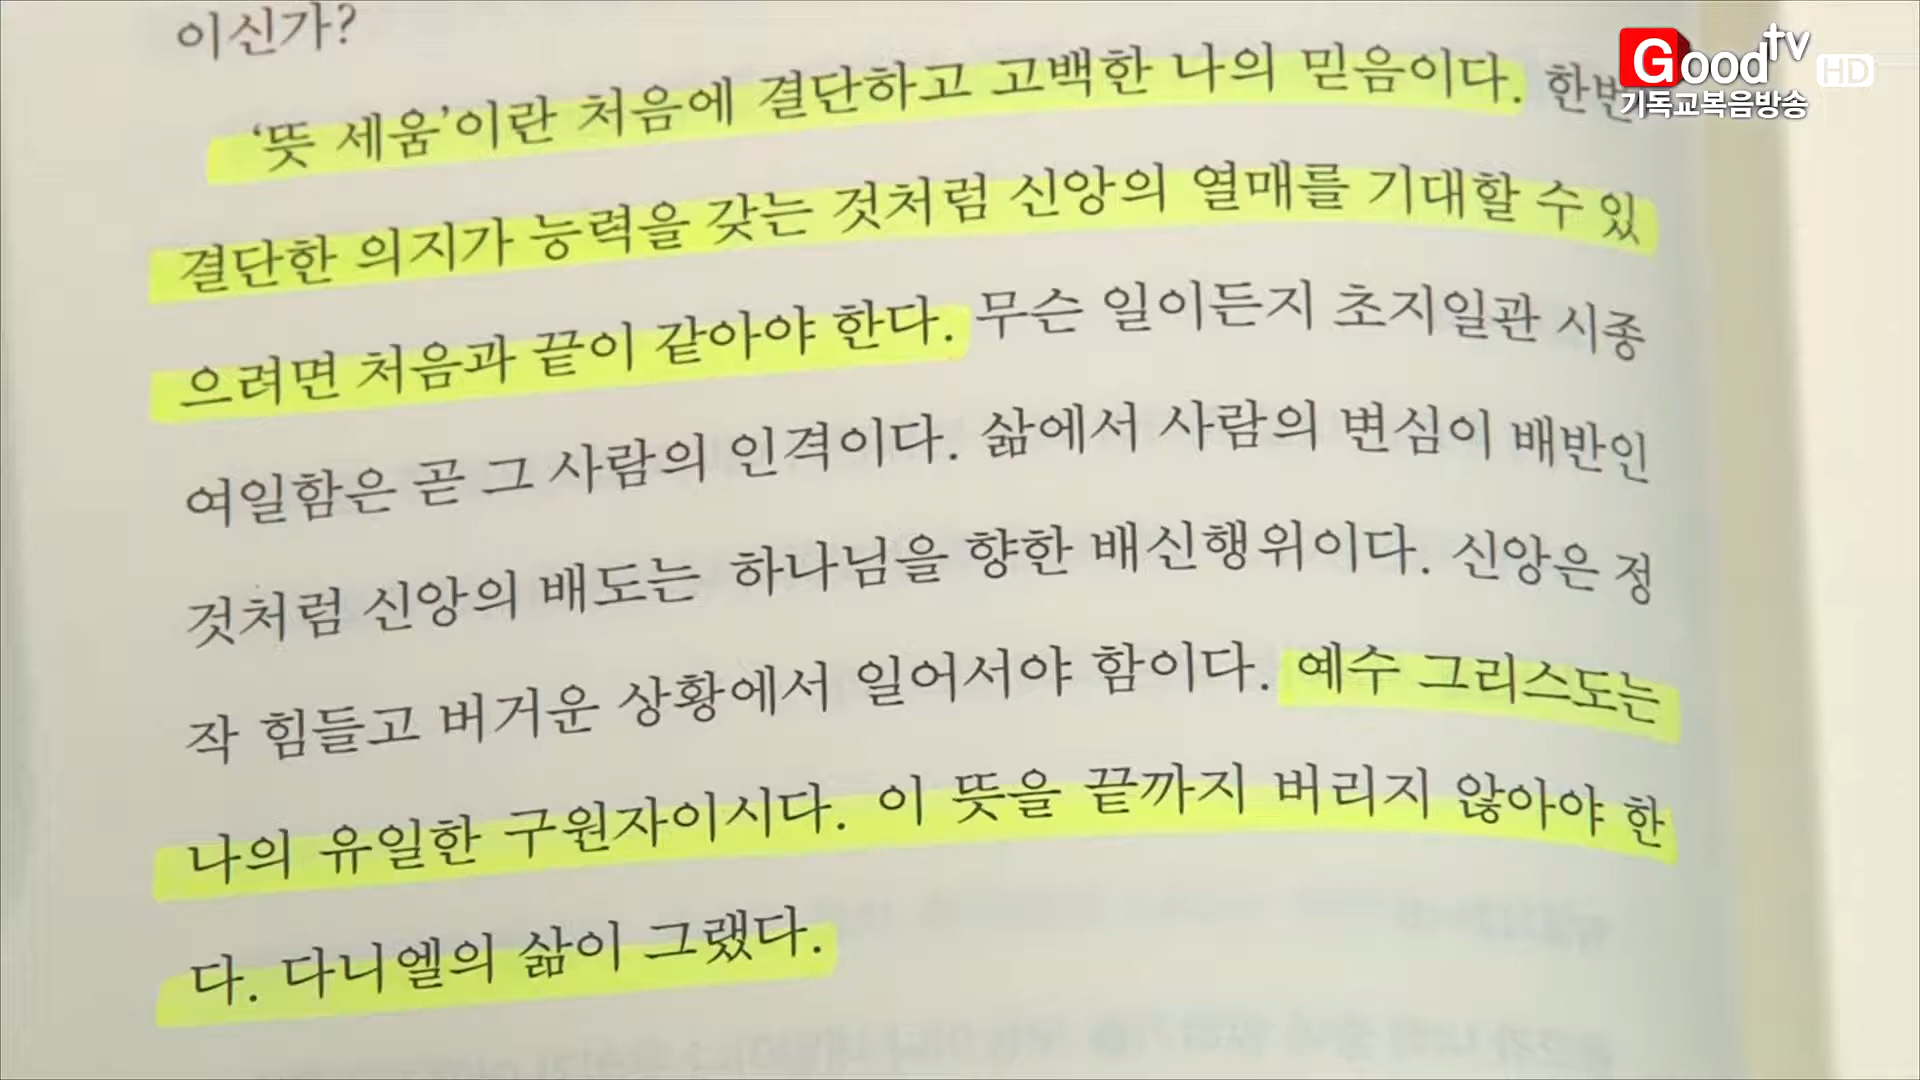 이신가?
‘뜻 세움’이란 처음에 결단하고 고백한 나의 믿음이다. 한번
결단한 의지가 능력을 갖는 것처럼 신앙의 열매를 기대할 수 있
으려면 처음과 끝이 같아야 한다. 무슨 일이든지 초지일관 시종
여일함은 곧 그 사람의 인격이다. 삶에서 사람의 변심이 배반인
것처럼 신앙의 배도는 하나님을 향한 배신행위이다. 신앙은 정
작 힘들고 버거운 상황에서 일어서야 함이다. 예수 그리스도는
나의 유일한 구원자이시다. 이 뜻을 끝까지 버리지 않아야 한
다. 다니엘의 삶이 그랬다.
Good tv HD
기독교복음방송